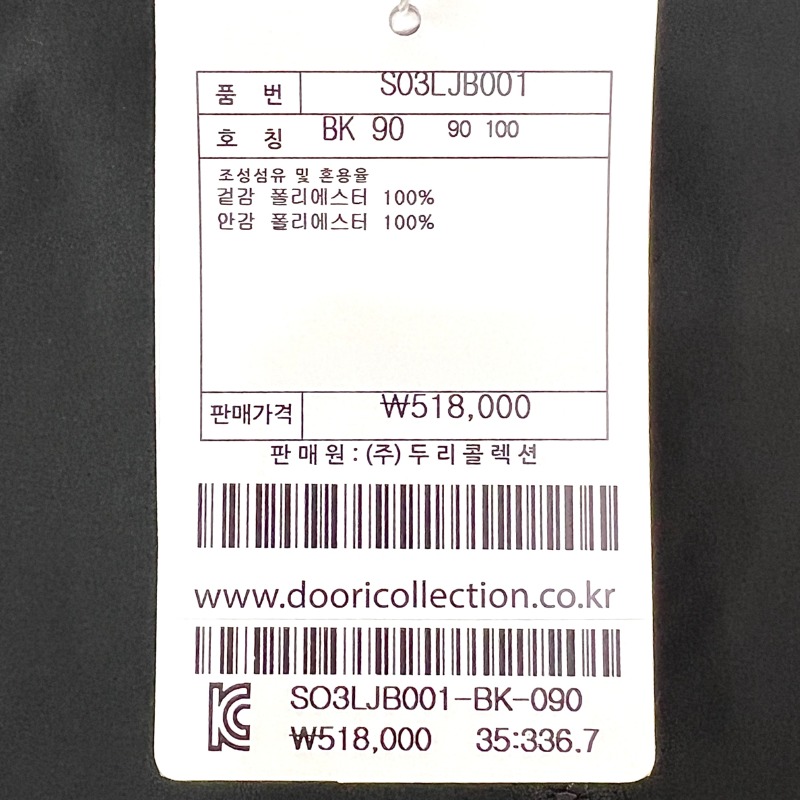 품 번 SO3LJB001
호 칭 BK 90 90 100
조성섬유 및 혼용율
겉감 폴리에스터 100%
안감 폴리에스터 100%
판매가격 ₩518,000
판매원 : (주)두리콜렉션
www.dooricollection.co.kr
SO3LJB001-BK-090
₩518,000 35:336.7